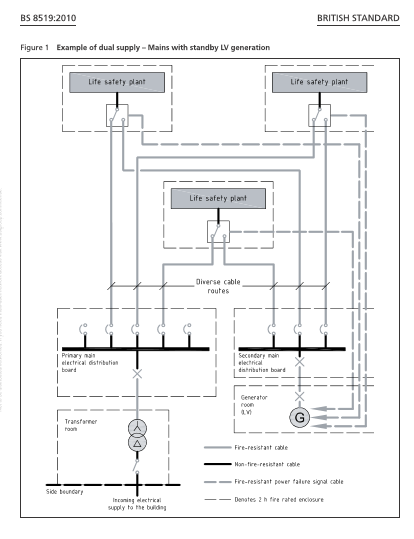 BS 8519:2010
BRITISH STANDARD
Figure 1 Example of dual supply – Mains with standby LV generation
Life safety plant
Life safety plant
Life safety plant
Diverse cable
routes
Primary main
electrical distribution
board
Secondary main
electrical
distribution board
Generator
room
(LV)
G
Transformer
room
Fire-resistant cable
Non-fire-resistant cable
Fire-resistant power failure signal cable
Denotes 2 h fire rated enclosure
Side boundary
Incoming electrical
supply to the building